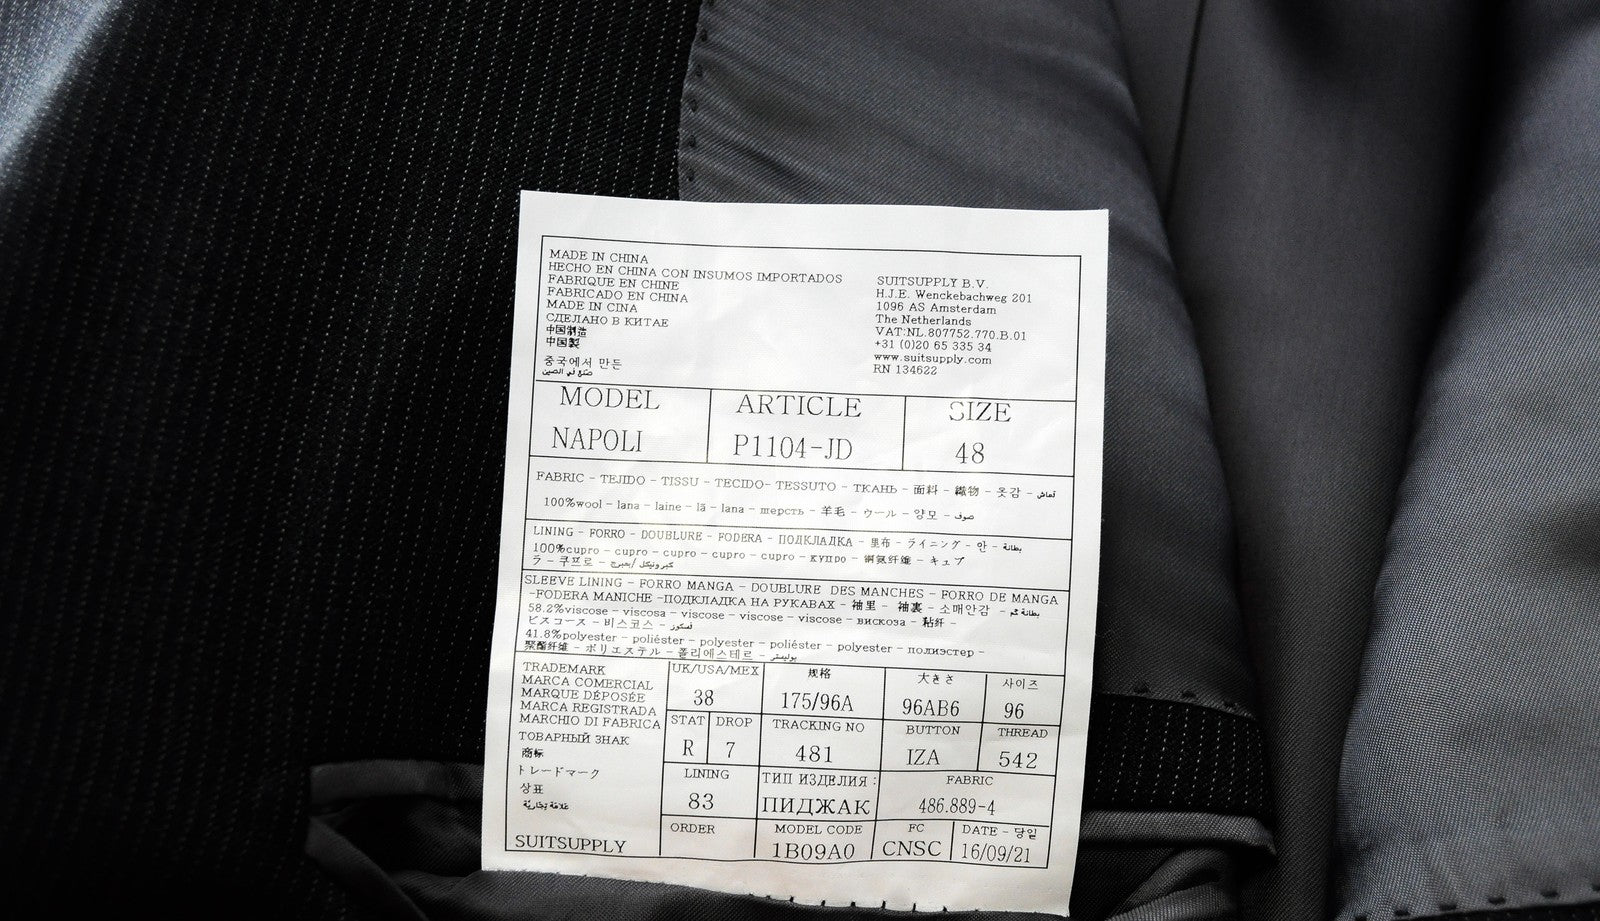 MADE IN CHINA
HECHO EN CHINA CON INSUMOS IMPORTADOS
FABRIQUE EN CHINE
FABRICADO EN CHINA
MADE IN CINA
СДЕЛАНО В КИТАЕ
中国制造
中国製
중국에서 만든
صنع في الصين
SUITSUPPLY B.V.
H.J.E. Wenckebachweg 201
1096 AS Amsterdam
The Netherlands
VAT:NL.807752.770.B.01
+31 (0)20 65 335 34
www.suitsupply.com
RN 134622
MODEL ARTICLE SIZE
NAPOLI P1104-JD 48
FABRIC - TEJIDO - TISSU - TECIDO- TESSUTO - ТКАНЬ - 面料 - 織物 - 옷감 - قماش
100%wool - lana - laine - lã - lana - шерсть - 羊毛 - ウール - 양모 - صوف
LINING - FORRO - DOUBLURE - FODERA - ПОДКЛАДКА - 里布 - ライニング - 안 - بطانة
100%cupro - cupro - cupro - cupro - cupro - купро - 铜氨纤维 - キュプ
ラ - 쿠프로 -
SLEEVE LINING - FORRO MANGA - DOUBLURE DES MANCHES - FORRO DE MANGA
-FODERA MANICHE -ПОДКЛАДКА НА РУКАВАХ - 袖里 - 袖裏 - 소매안감 - بطانة كم
58.2%viscose - viscosa - viscose - viscose - viscose - вискоза - 粘纤 -
ビスコース - 비스코스 -
41.8%polyester - poliéster - polyester - poliéster - polyester - полиэстер -
聚酯纤维 - ポリエステル - 폴리에스테르 - بوليستر
TRADEMARK
MARCA COMERCIAL
MARQUE DÉPOSÉE
MARCA REGISTRADA
MARCHIO DI FABRICA
ТОВАРНЫЙ ЗНАК
商标
トレードマーク
상표
علامة تجارية
SUITSUPPLY
UK/USA/MEX 规格 大きさ 사이즈
38 175/96A 96AB6 96
STAT DROP TRACKING NO BUTTON THREAD
R 7 481 IZA 542
LINING ТИП ИЗДЕЛИЯ: FABRIC
83 ПИДЖАК 486.889-4
ORDER MODEL CODE FC DATE - 당일
1B09A0 CNSC 16/09/21